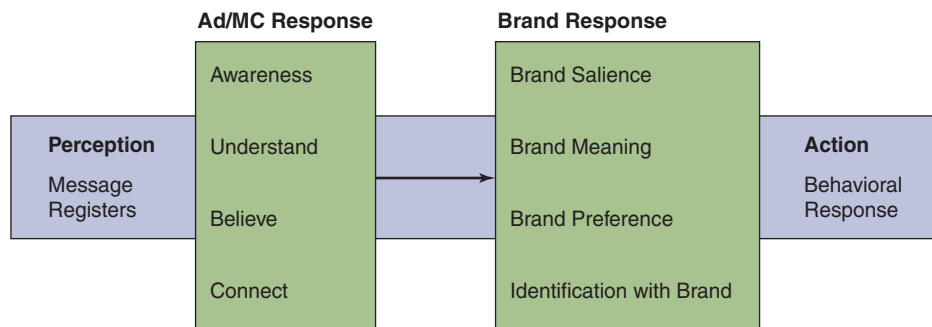 Ad/MC Response
Brand Response
Perception
Message
Registers
Awareness
Understand
Believe
Connect
Brand Salience
Brand Meaning
Brand Preference
Identification with Brand
Action
Behavioral
Response